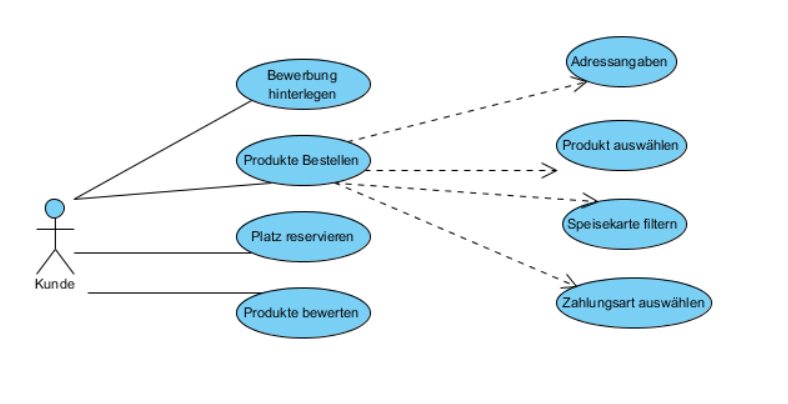 Adressangaben
Bewerbung
hinterlegen
Produkt auswählen
Produkte Bestellen
Speisekarte filtern
Platz reservieren
Kunde
Zahlungsart auswählen
Produkte bewerten